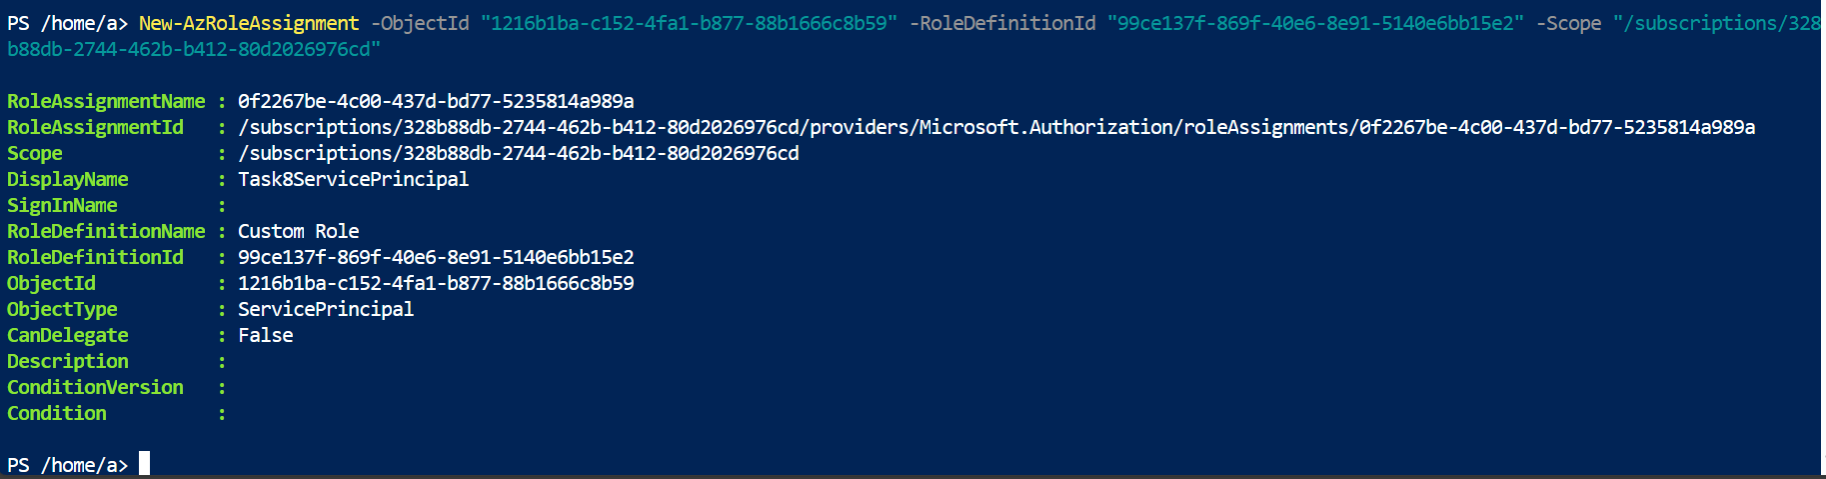 PS /home/a> New-AzRoleAssignment -ObjectId "1216b1ba-c152-4fa1-b877-88b1666c8b59" -RoleDefinitionId "99ce137f-869f-40e6-8e91-5140e6bb15e2" -Scope "/subscriptions/328
b88db-2744-462b-b412-80d2026976cd"
RoleAssignmentName : 0f2267be-4c00-437d-bd77-5235814a989a
RoleAssignmentId : /subscriptions/328b88db-2744-462b-b412-80d2026976cd/providers/Microsoft.Authorization/roleAssignments/0f2267be-4c00-437d-bd77-5235814a989a
Scope : /subscriptions/328b88db-2744-462b-b412-80d2026976cd
DisplayName : Task8ServicePrincipal
SignInName :
RoleDefinitionName : Custom Role
RoleDefinitionId : 99ce137f-869f-40e6-8e91-5140e6bb15e2
ObjectId : 1216b1ba-c152-4fa1-b877-88b1666c8b59
ObjectType : ServicePrincipal
CanDelegate : False
Description :
ConditionVersion :
Condition :
PS /home/a>